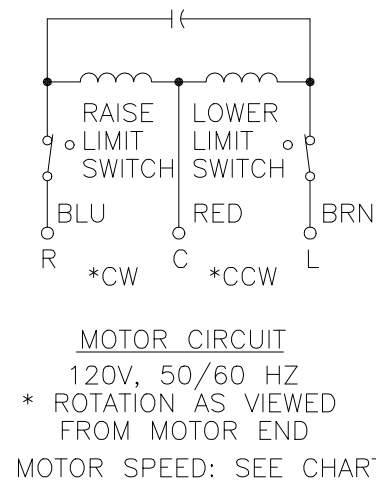 RAISE LOWER
LIMIT LIMIT
SWITCH SWITCH
BLU RED BRN
R C L
*CW *CCW
MOTOR CIRCUIT
120V, 50/60 HZ
* ROTATION AS VIEWED
FROM MOTOR END
MOTOR SPEED: SEE CHART